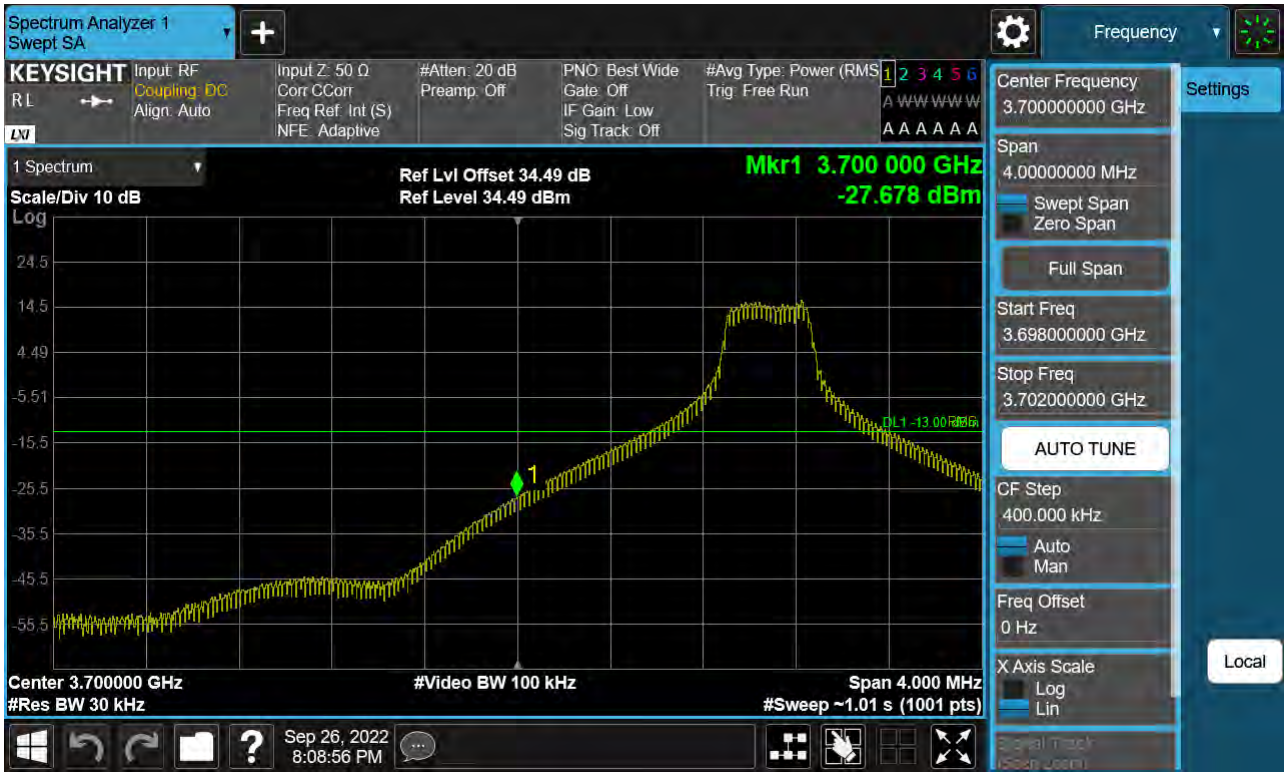 Spectrum Analyzer 1
Swept SA
+
Frequency
KEYSIGHT
RL
LXI
Input: RF
Coupling: DC
Align: Auto
Input Z: 50 Ω
Corr CCorr
Freq Ref: Int (S)
NFE: Adaptive
#Atten: 20 dB
Preamp: Off
PNO: Best Wide
Gate: Off
IF Gain: Low
Sig Track: Off
#Avg Type: Power (RMS
Trig: Free Run
1 2 3 4 5 6
A W W W W W
A A A A A A
1 Spectrum
Scale/Div 10 dB
Log
Ref Lvl Offset 34.49 dB
Ref Level 34.49 dBm
Mkr1 3.700 000 GHz
-27.678 dBm
24.5
14.5
4.49
-5.51
-15.5
-25.5
-35.5
-45.5
-55.5
1
DL1 -13.00 dBm
Center 3.700000 GHz
#Res BW 30 kHz
#Video BW 100 kHz
Span 4.000 MHz
#Sweep ~1.01 s (1001 pts)
Center Frequency
3.700000000 GHz
Settings
Span
4.00000000 MHz
Swept Span
Zero Span
Full Span
Start Freq
3.698000000 GHz
Stop Freq
3.702000000 GHz
AUTO TUNE
CF Step
400.000 kHz
Auto
Man
Freq Offset
0 Hz
X Axis Scale
Log
Lin
Local
Signal Track
(Span Zoom)
?
Sep 26, 2022
8:08:56 PM